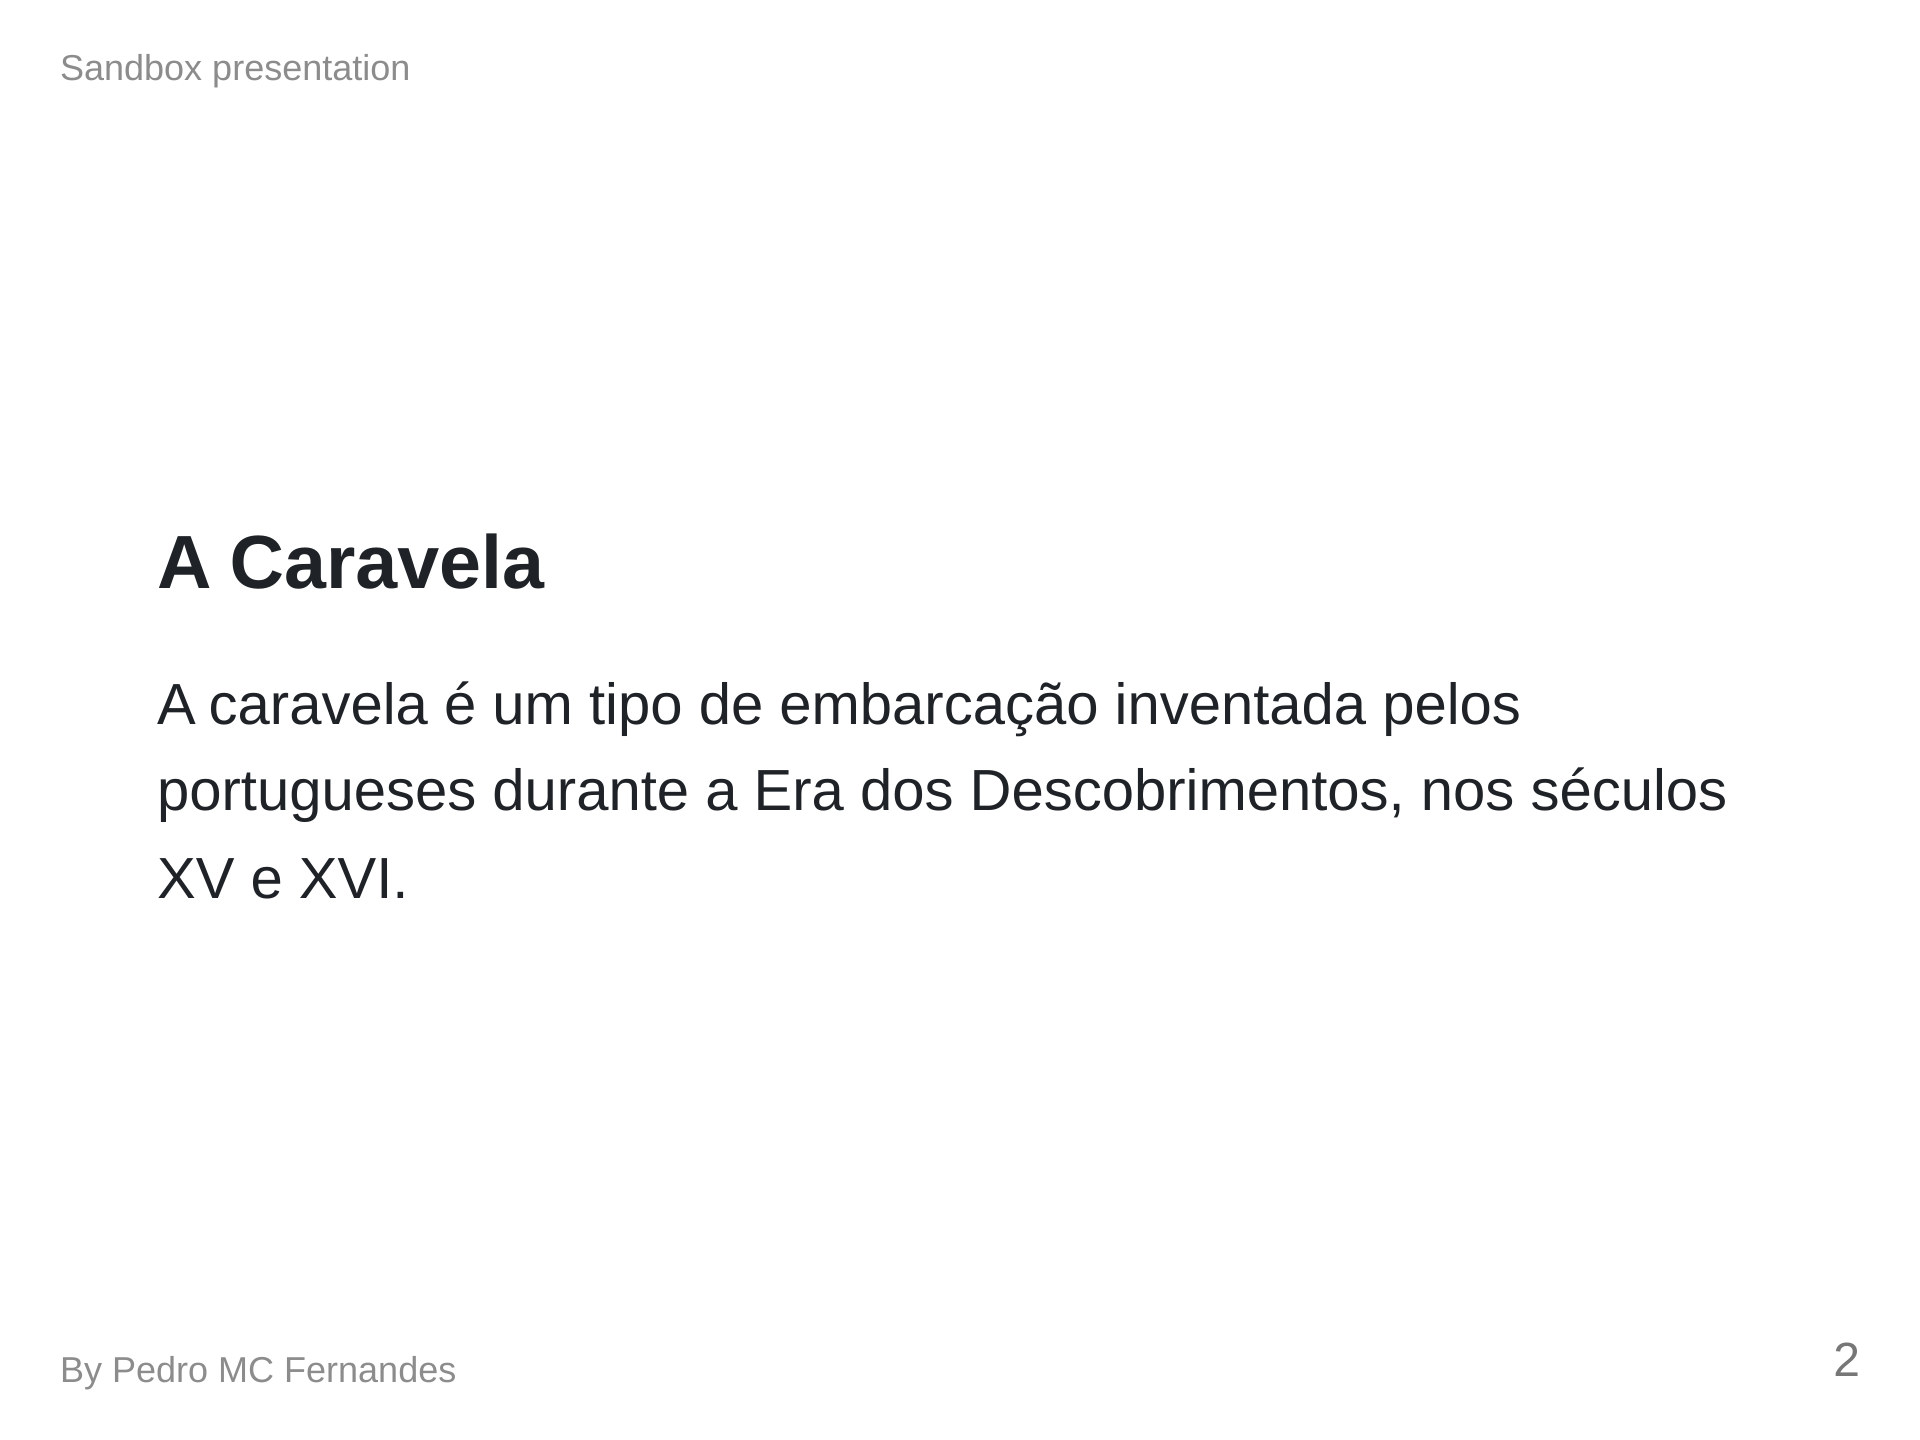 Sandbox presentation
A Caravela
A caravela é um tipo de embarcação inventada pelos
portugueses durante a Era dos Descobrimentos, nos séculos
XV e XVI.
By Pedro MC Fernandes
2